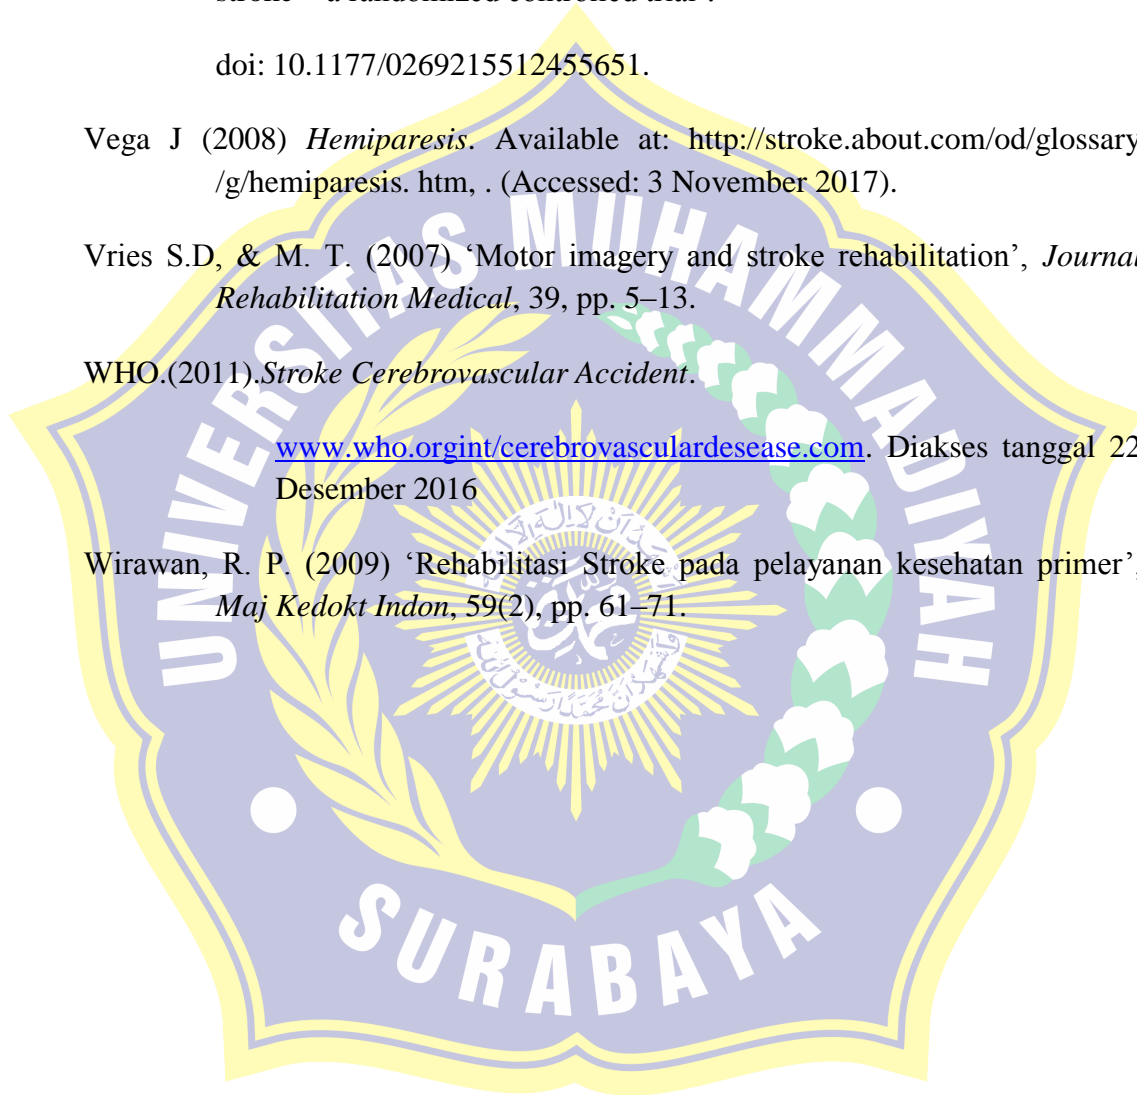 doi: 10.1177/0269215512455651.
Vega J (2008) Hemiparesis. Available at: http://stroke.about.com/od/glossary
/g/hemiparesis. htm, . (Accessed: 3 November 2017).
Vries S.D, & M. T. (2007) ‘Motor imagery and stroke rehabilitation’, Journal
Rehabilitation Medical, 39, pp. 5–13.
WHO.(2011).Stroke Cerebrovascular Accident.
www.who.orgint/cerebrovasculardesease.com. Diakses tanggal 22
Desember 2016
Wirawan, R. P. (2009) ‘Rehabilitasi Stroke pada pelayanan kesehatan primer’,
Maj Kedokt Indon, 59(2), pp. 61–71.
UNIVERSITAS MUHAMMADIYAH
SURABAYA